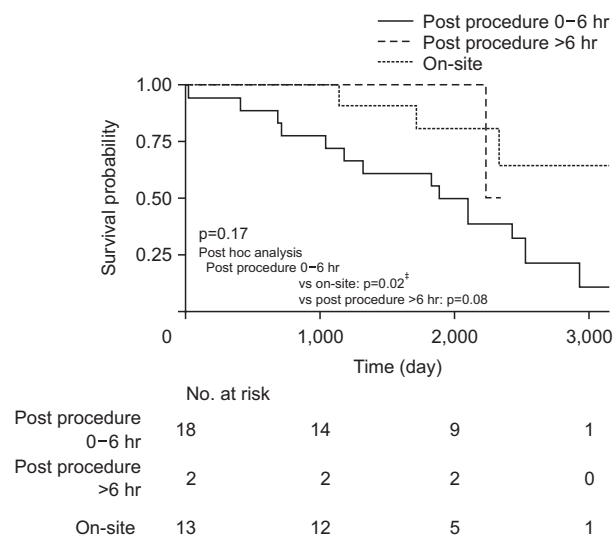 Post procedure 0−6 hr
Post procedure >6 hr
On-site
1.00
0.75
0.50
0.25
Survival probability
p=0.17
Post hoc analysis
Post procedure 0−6 hr
vs on-site: p=0.02‡
vs post procedure >6 hr: p=0.08
0 1,000 2,000 3,000
Time (day)
No. at risk
Post procedure
0−6 hr 18 14 9 1
Post procedure
>6 hr 2 2 2 0
On-site 13 12 5 1